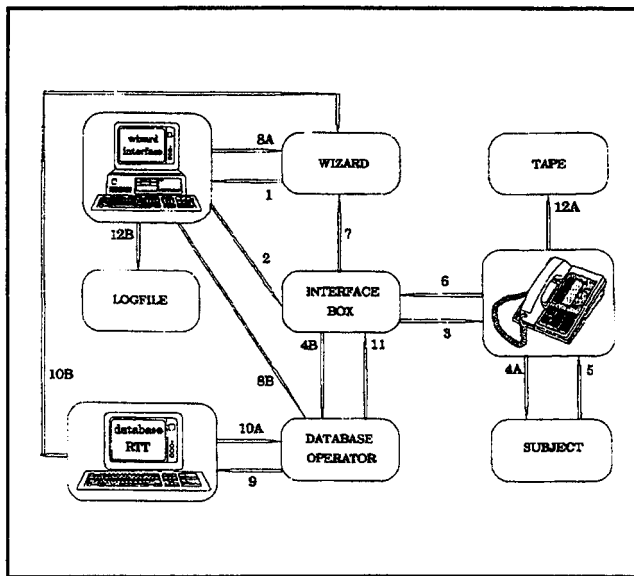 wizard
interface
8A
WIZARD
TAPE
1
12A
12B
2
7
LOGFILE
INTERFACE
BOX
6
3
10B
8B
4B
11
4A
5
database
RTT
10A
DATABASE
OPERATOR
9
SUBJECT